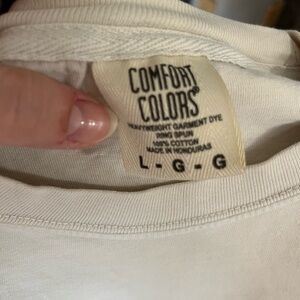 COMFORT
COLORS®
HEAVYWEIGHT GARMENT DYE
RING SPUN
100% COTTON
MADE IN HONDURAS
L - G - G